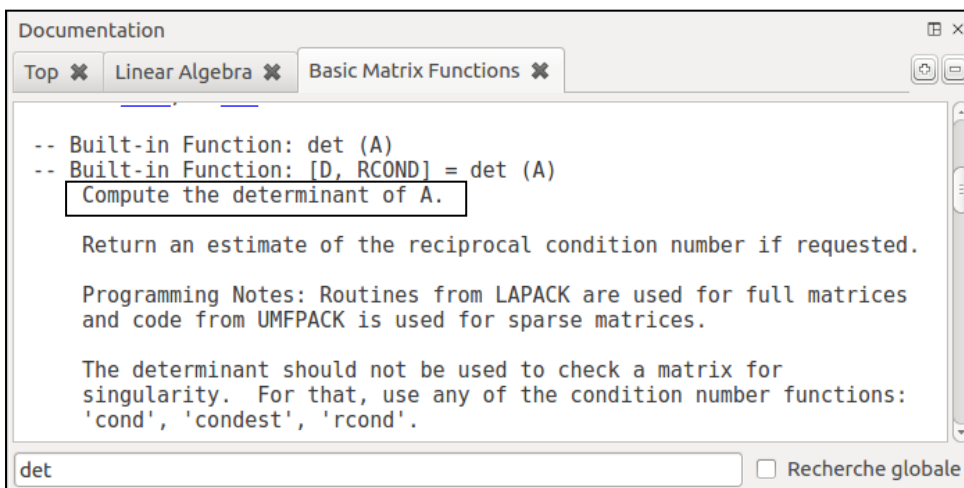 Documentation
Top ✖ Linear Algebra ✖ Basic Matrix Functions ✖
-- Built-in Function: det (A)
-- Built-in Function: [D, RCOND] = det (A)
Compute the determinant of A.
Return an estimate of the reciprocal condition number if requested.
Programming Notes: Routines from LAPACK are used for full matrices
and code from UMFPACK is used for sparse matrices.
The determinant should not be used to check a matrix for
singularity. For that, use any of the condition number functions:
'cond', 'condest', 'rcond'.
det
Recherche globale